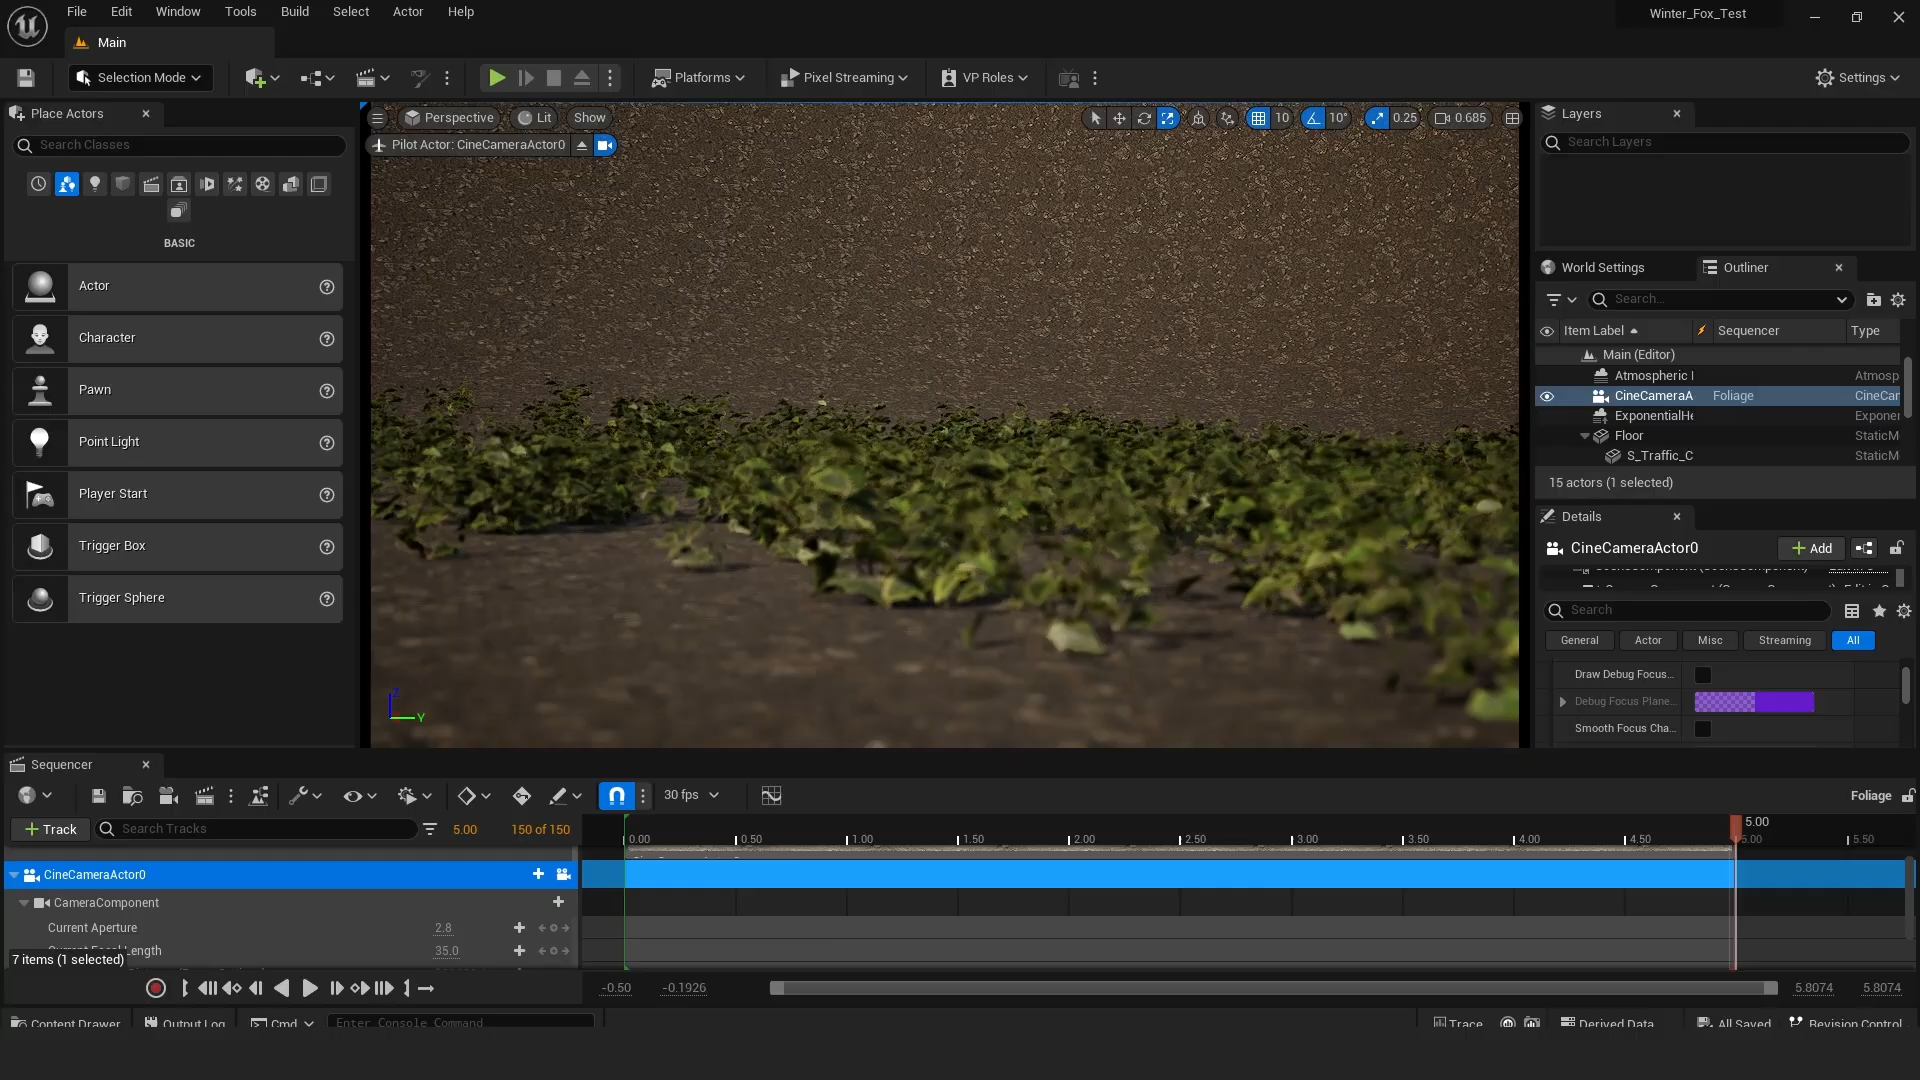 File Edit Window Tools Build Select Actor Help
Winter_Fox_Test
Main
Selection Mode
Platforms
Pixel Streaming
VP Roles
Settings
Place Actors
Search Classes
BASIC
Actor
Character
Pawn
Point Light
Player Start
Trigger Box
Trigger Sphere
Perspective
Lit
Show
10
10°
0.25
0.685
Pilot Actor: CineCameraActor0
Z
Y
Layers
Search Layers
World Settings
Outliner
Search...
Item Label
Sequencer
Type
Main (Editor)
Atmospheric
Atmosp
CineCameraA
Foliage
CineCar
ExponentialHe
Exponer
Floor
StaticM
S_Traffic_C
StaticM
15 actors (1 selected)
Details
CineCameraActor0
Add
Search
General
Actor
Misc
Streaming
All
Draw Debug Focus...
Debug Focus Plane...
Smooth Focus Cha...
Sequencer
30 fps
Foliage
Track
Search Tracks
5.00
150 of 150
0.00 0.50 1.00 1.50 2.00 2.50 3.00 3.50 4.00 4.50 5.00 5.50
5.00
CineCameraActor0
CameraComponent
Current Aperture
2.8
Current Focal Length
35.0
7 items (1 selected)
-0.50
-0.1926
5.8074
5.8074
Content Drawer
Output Log
Cmd
Enter Console Command
Trace
Derived Data
All Saved
Revision Control